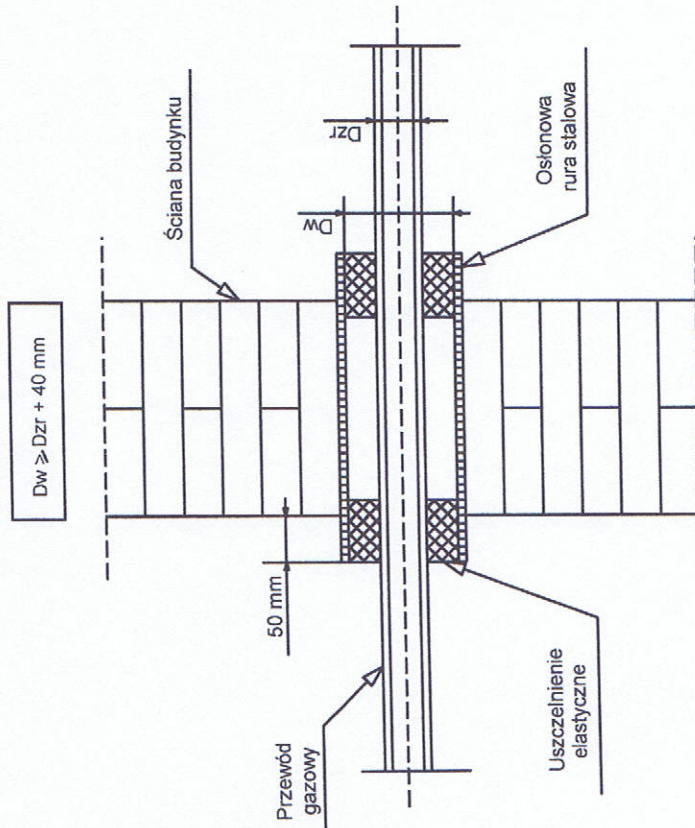 Dw ⩾ Dzr + 40 mm
Ściana budynku
50 mm
Dw
Dzr
Przewód
gazowy
Uszczelnienie
elastyczne
Osłonowa
rura stalowa